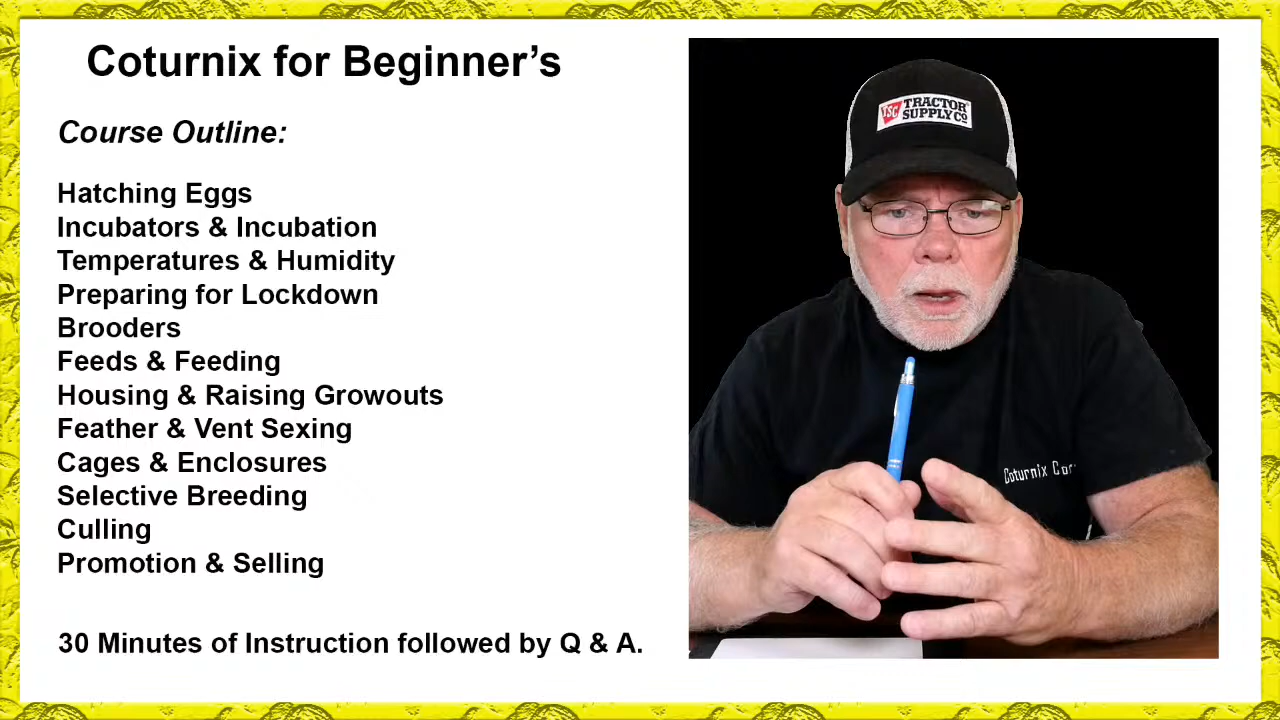 Coturnix for Beginner’s
Course Outline:
Hatching Eggs
Incubators & Incubation
Temperatures & Humidity
Preparing for Lockdown
Brooders
Feeds & Feeding
Housing & Raising Growouts
Feather & Vent Sexing
Cages & Enclosures
Selective Breeding
Culling
Promotion & Selling
30 Minutes of Instruction followed by Q & A.
TSC TRACTOR
SUPPLY CO
Coturnix